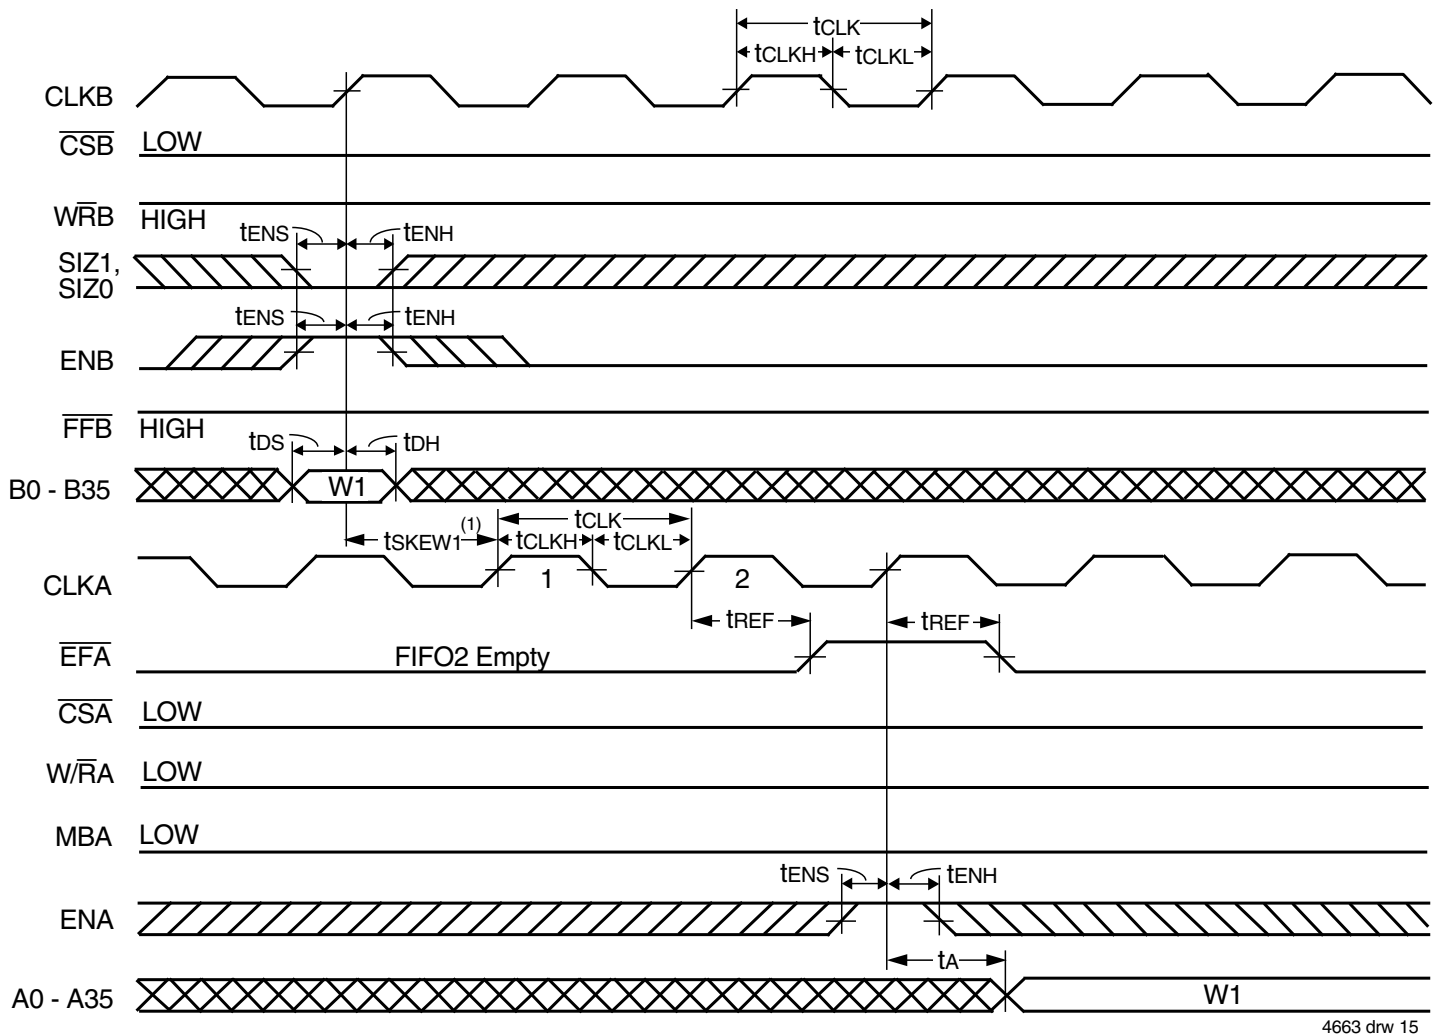 tCLK
tCLKH tCLKL
CLKB
CSB LOW
WRB HIGH
tENS tENH
SIZ1,
SIZ0
tENS tENH
ENB
FFB HIGH
tDS tDH
B0 - B35 W1
tSKEW1 (1) tCLK
tCLKH tCLKL
CLKA 1 2
tREF tREF
EFA FIFO2 Empty
CSA LOW
W/RA LOW
MBA LOW
tENS tENH
ENA
tA
A0 - A35 W1
4663 drw 15